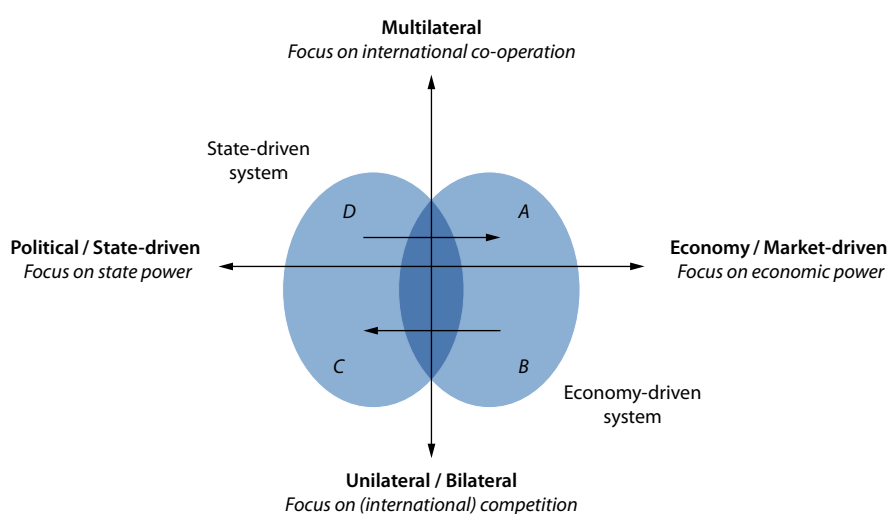 Multilateral
Focus on international co-operation
State-driven
system
D
A
Political / State-driven
Focus on state power
Economy / Market-driven
Focus on economic power
C
B
Economy-driven
system
Unilateral / Bilateral
Focus on (international) competition